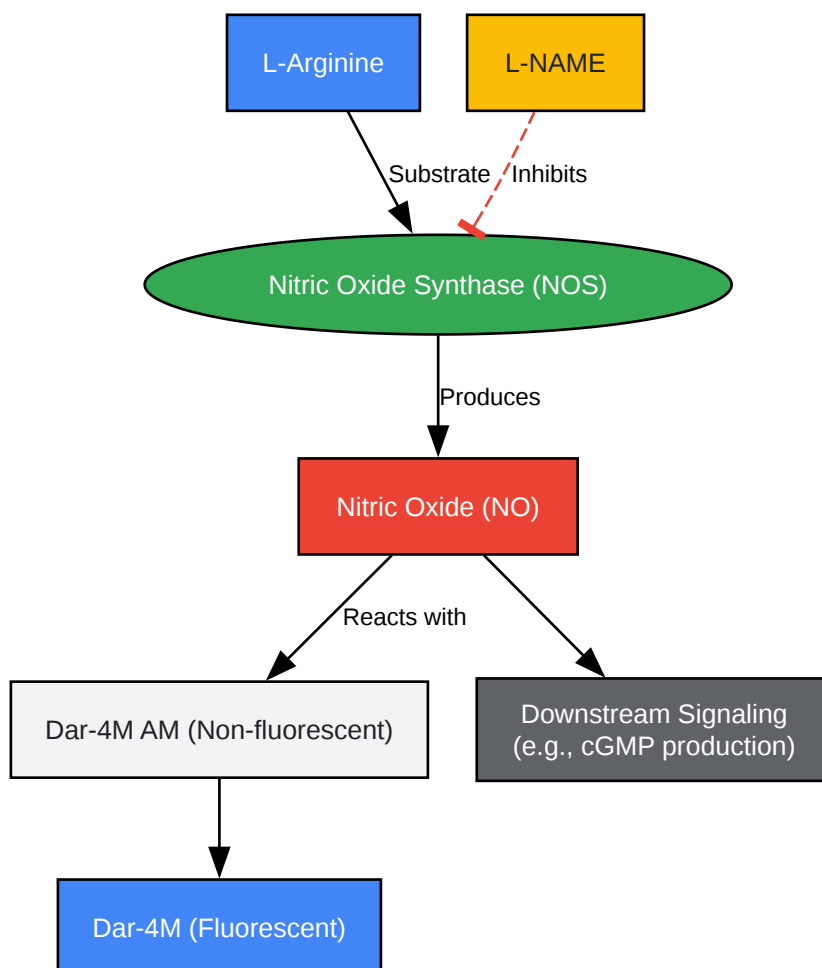 L-Arginine
L-NAME
Substrate
Inhibits
Nitric Oxide Synthase (NOS)
Produces
Nitric Oxide (NO)
Reacts with
Dar-4M AM (Non-fluorescent)
Downstream Signaling
(e.g., cGMP production)
Dar-4M (Fluorescent)